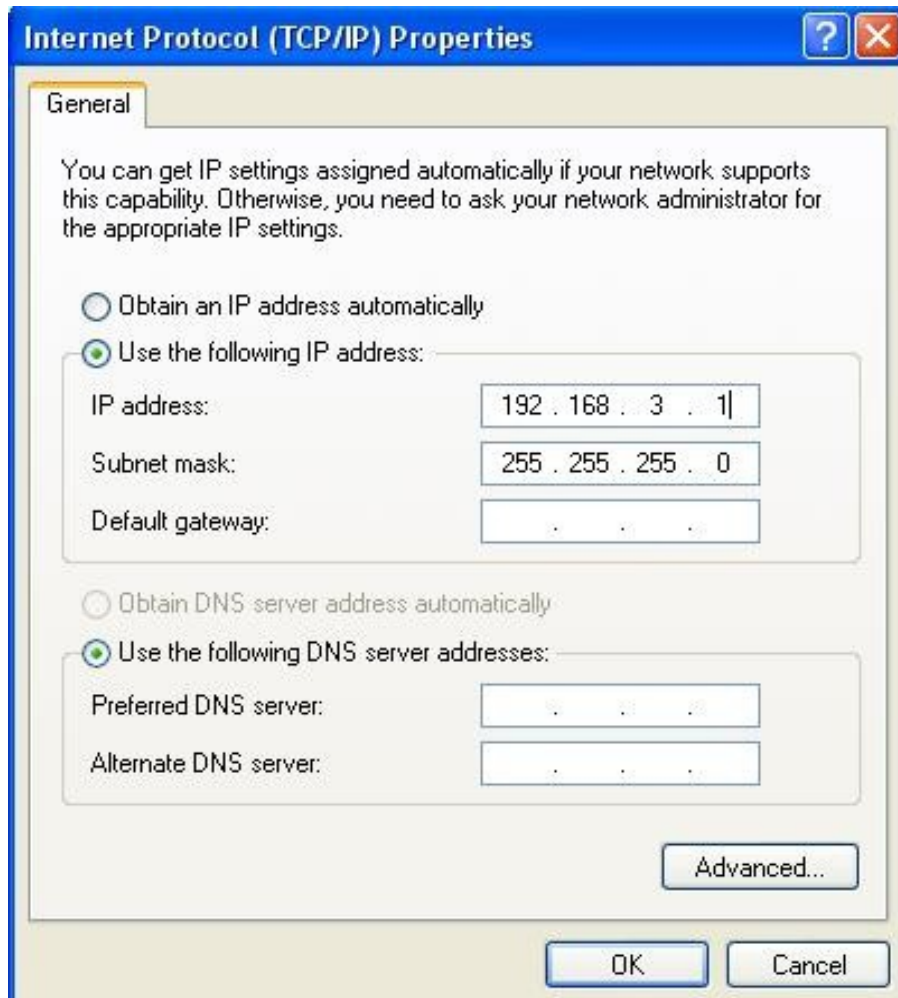 Internet Protocol (TCP/IP) Properties
?
General
You can get IP settings assigned automatically if your network supports
this capability. Otherwise, you need to ask your network administrator for
the appropriate IP settings.
Obtain an IP address automatically
Use the following IP address:
IP address: 192 . 168 . 3 . 1
Subnet mask: 255 . 255 . 255 . 0
Default gateway: . . .
Obtain DNS server address automatically
Use the following DNS server addresses:
Preferred DNS server: . . .
Alternate DNS server: . . .
Advanced...
OK Cancel